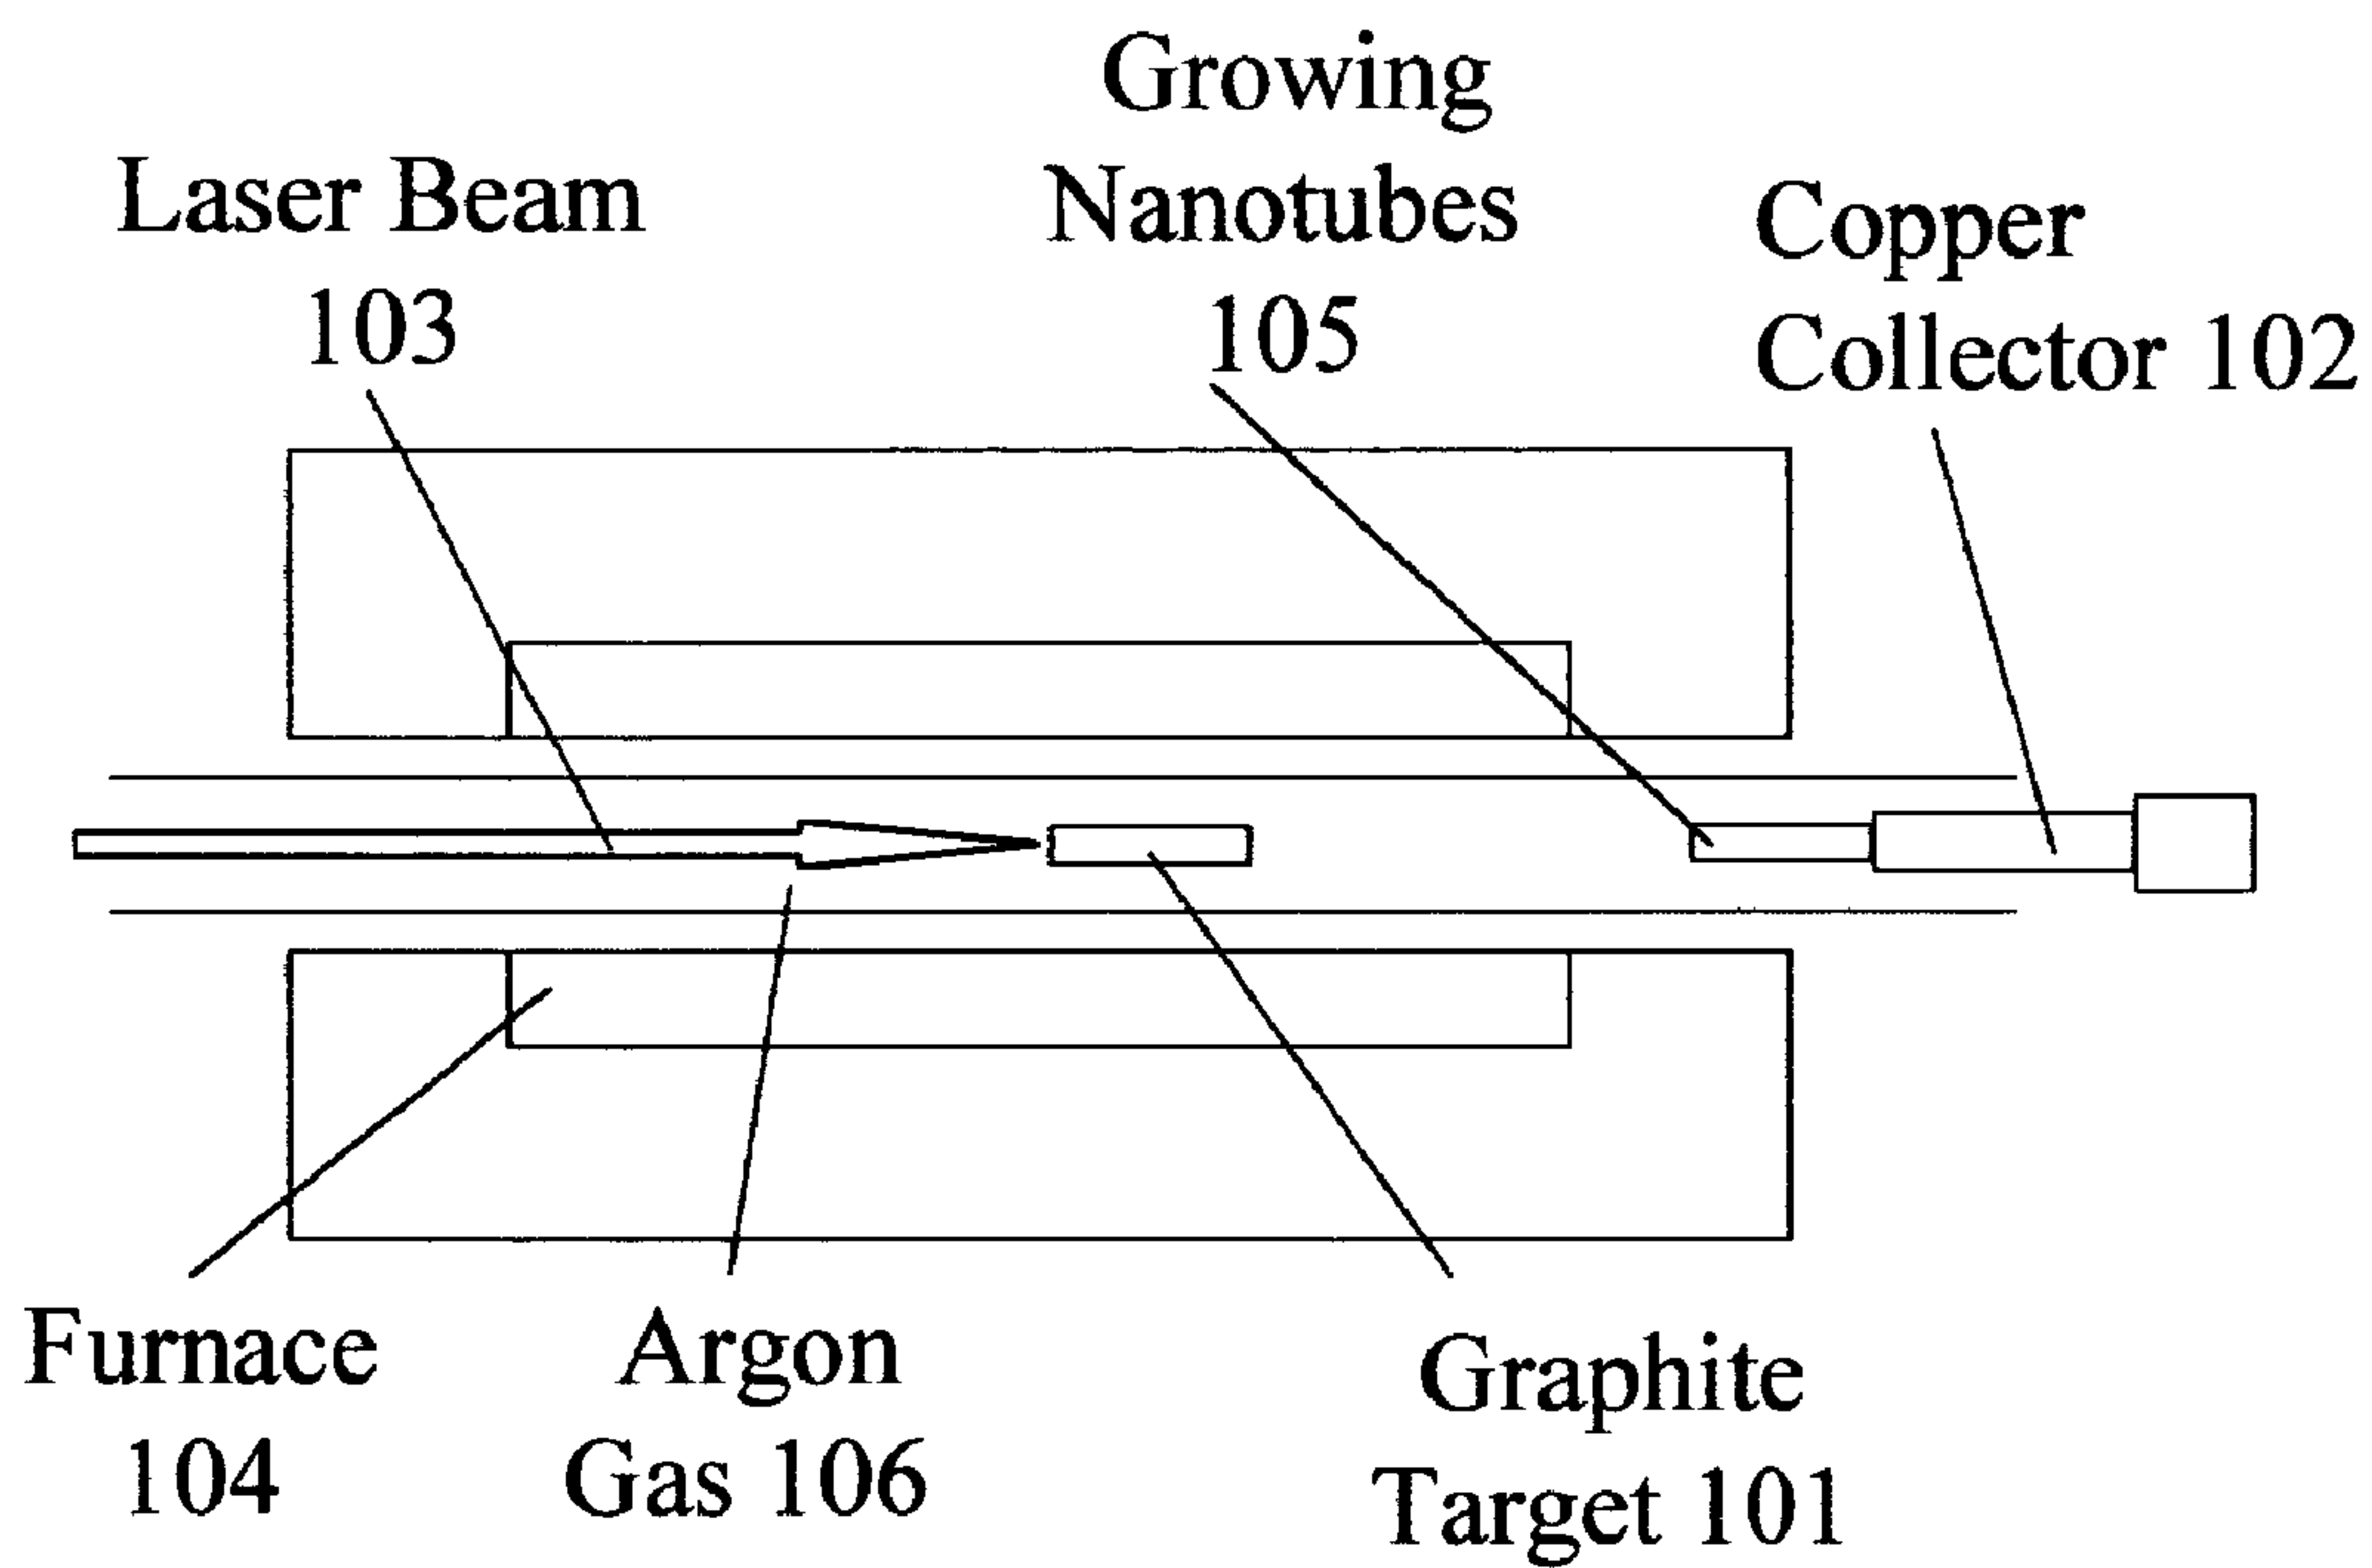 Growing
Nanotubes
105
Laser Beam
103
Copper
Collector 102
Furnace
104
Argon
Gas 106
Graphite
Target 101